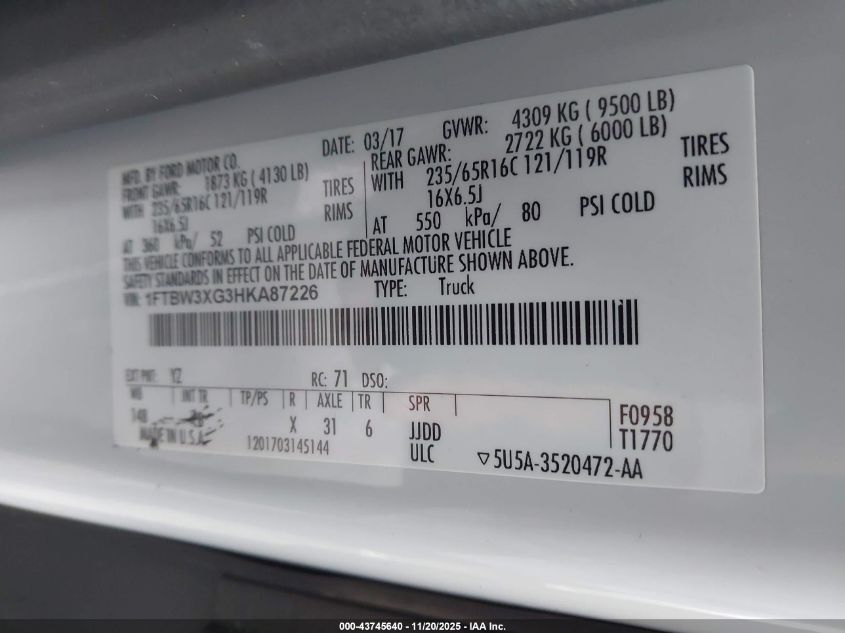 MFD. BY FORD MOTOR CO. DATE: 03/17 GVWR: 4309 KG ( 9500 LB)
FRONT GAWR: 1873 KG ( 4130 LB) REAR GAWR: 2722 KG ( 6000 LB)
WITH 235/65R16C 121/119R TIRES WITH 235/65R16C 121/119R TIRES
16X6.5J RIMS 16X6.5J RIMS
AT 360 kPa/ 52 PSI COLD AT 550 kPa/ 80 PSI COLD
THIS VEHICLE CONFORMS TO ALL APPLICABLE FEDERAL MOTOR VEHICLE
SAFETY STANDARDS IN EFFECT ON THE DATE OF MANUFACTURE SHOWN ABOVE.
VIN: 1FTBW3XG3HKA87226 TYPE: Truck
EXT PNT: YZ RC: 71 DSO:
WB INT TR TP/PS R AXLE TR SPR
148 X 31 6 JJDD F0958
MADE IN U.S.A. 1201703145144 ULC T1770
▽5U5A-3520472-AA
000-43745640 - 11/20/2025 - IAA Inc.